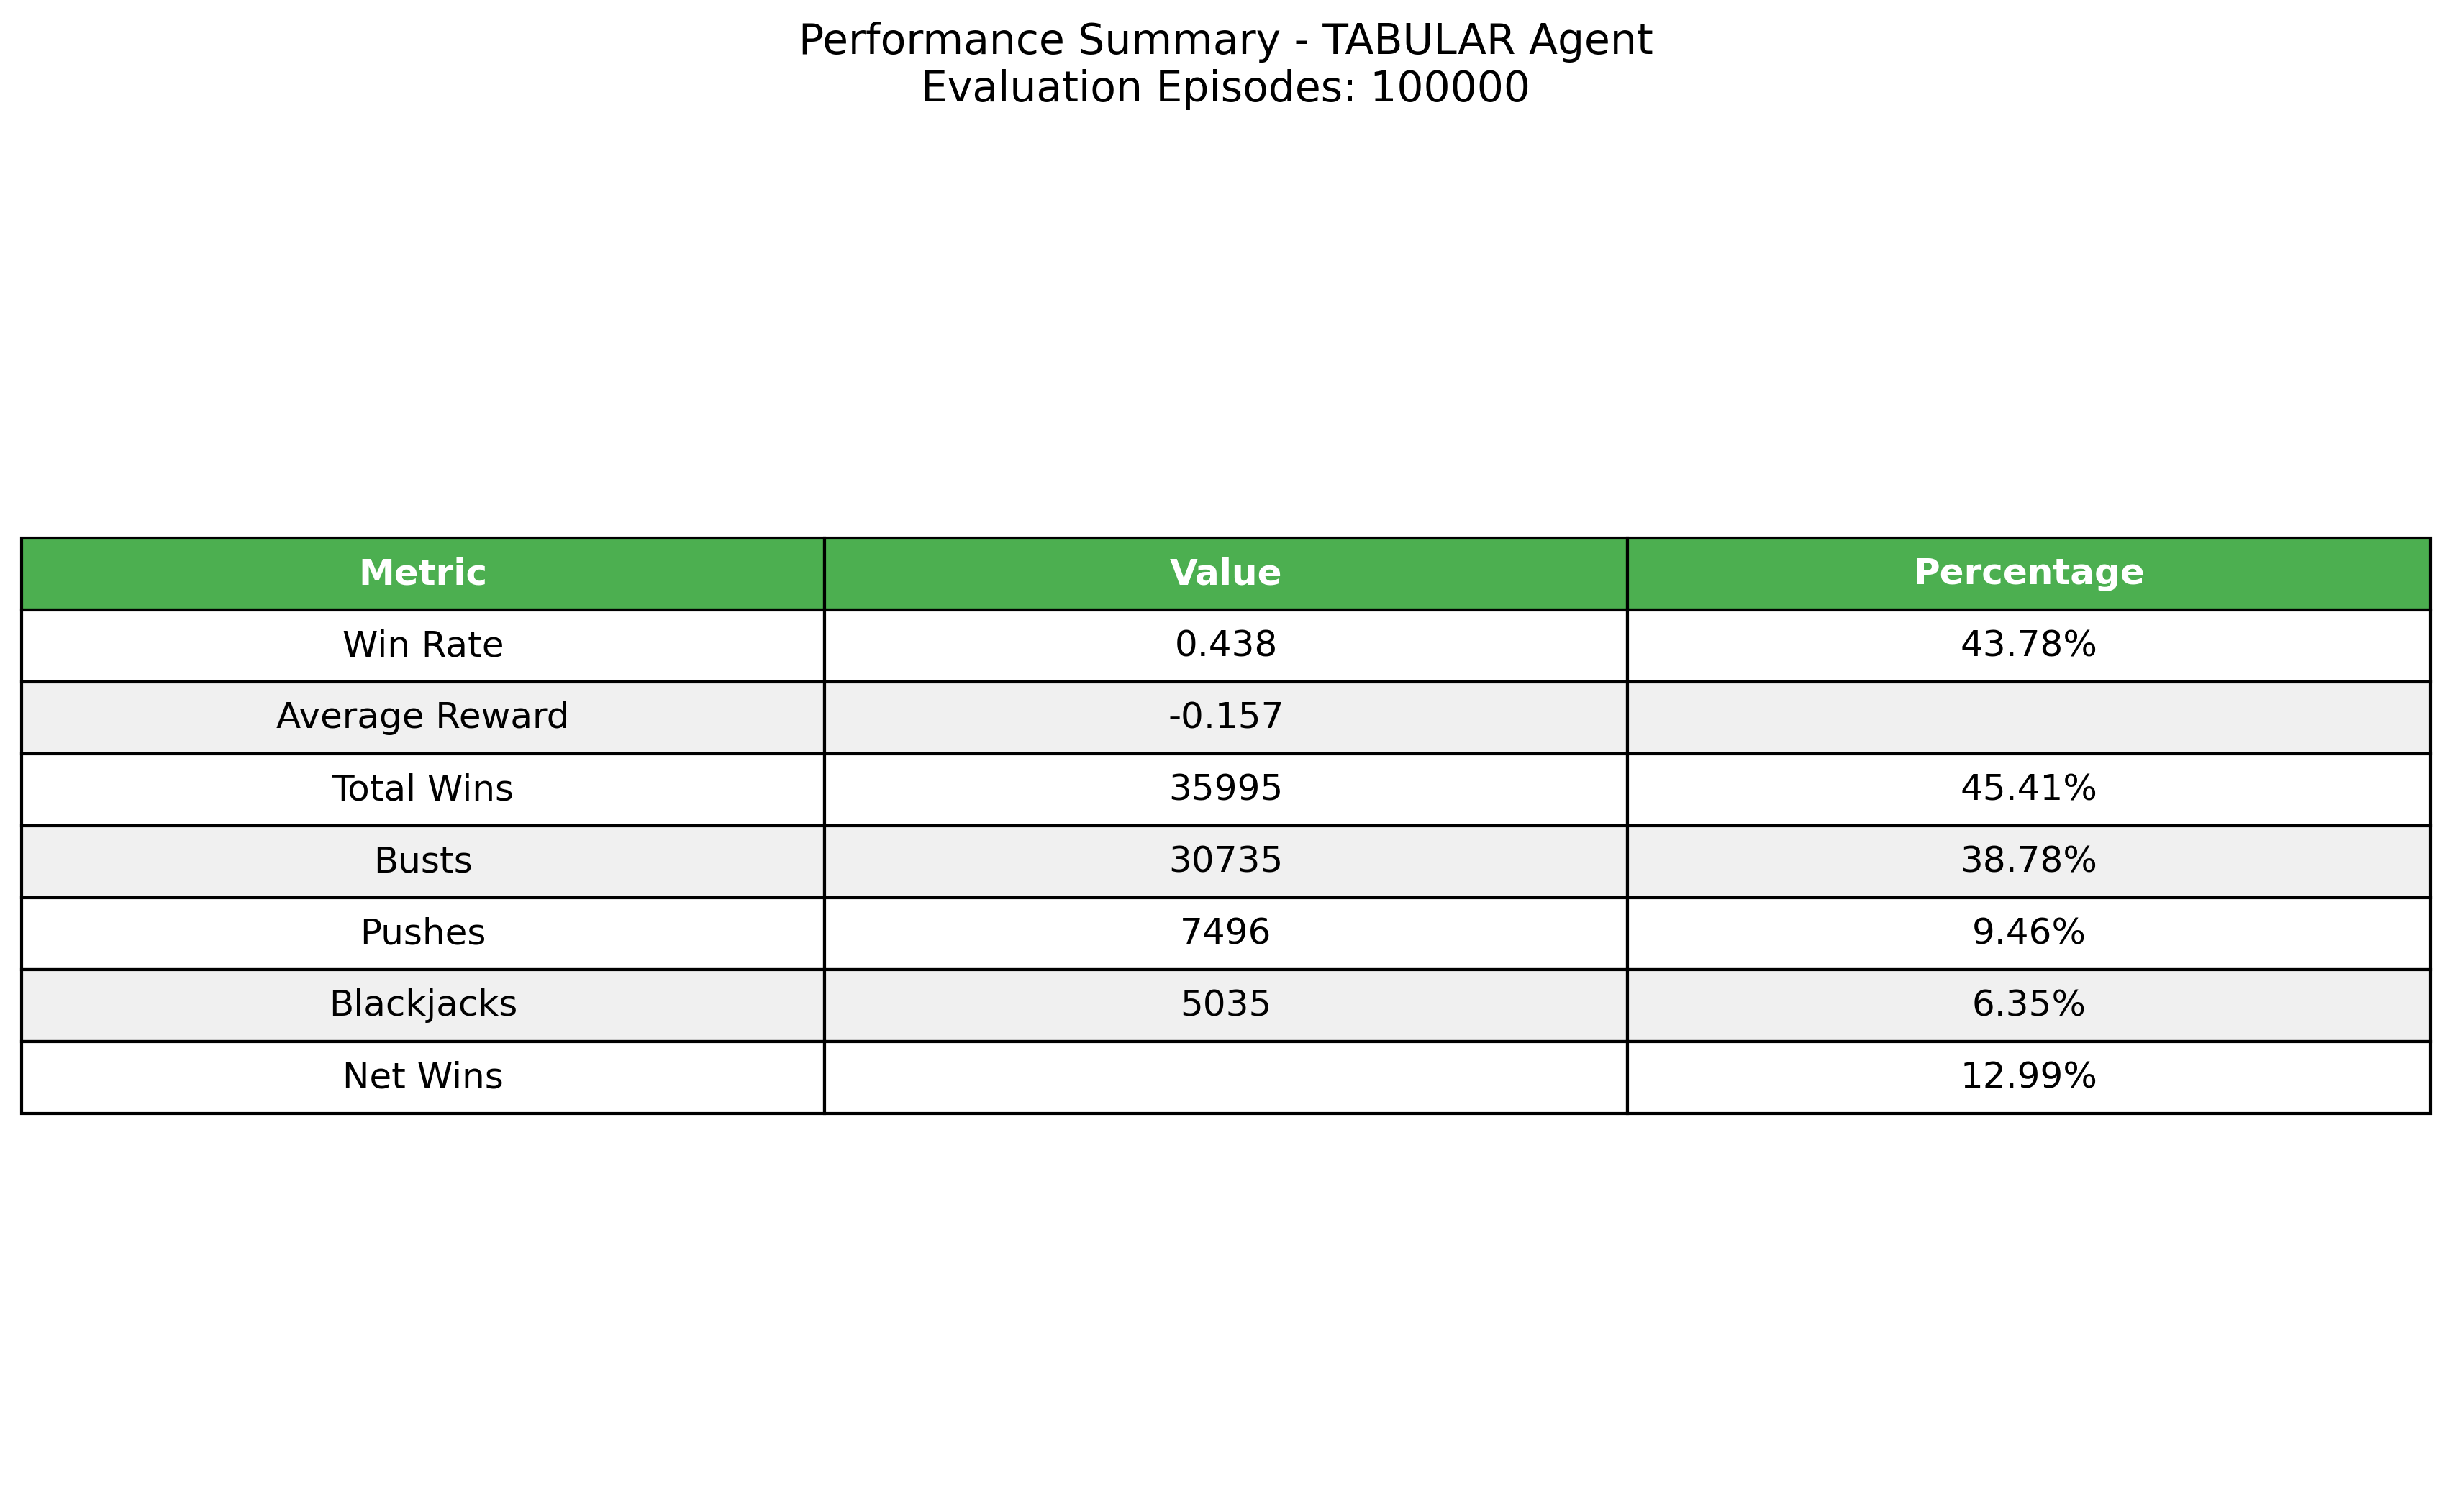 Performance Summary - TABULAR Agent
Evaluation Episodes: 100000
Metric Value Percentage
Win Rate 0.438 43.78%
Average Reward -0.157
Total Wins 35995 45.41%
Busts 30735 38.78%
Pushes 7496 9.46%
Blackjacks 5035 6.35%
Net Wins 12.99%